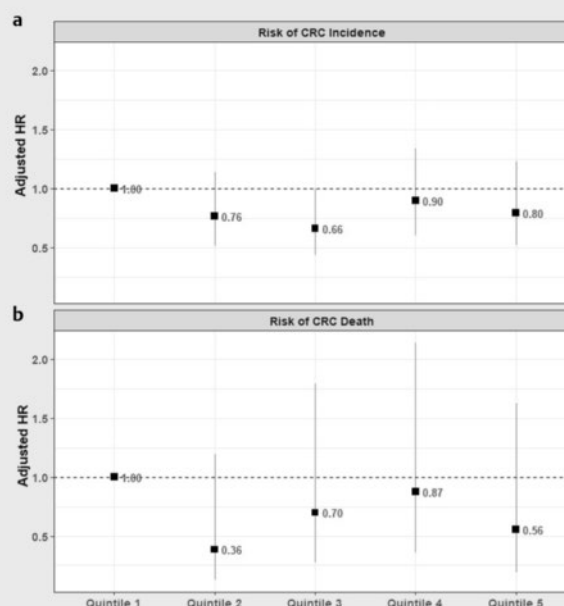 a
Risk of CRC Incidence
Adjusted HR
2.0
1.5
1.0
0.5
1.00
0.76
0.66
0.90
0.80
b
Risk of CRC Death
Adjusted HR
2.0
1.5
1.0
0.5
1.00
0.36
0.70
0.87
0.56
Quintile 1 Quintile 2 Quintile 3 Quintile 4 Quintile 5